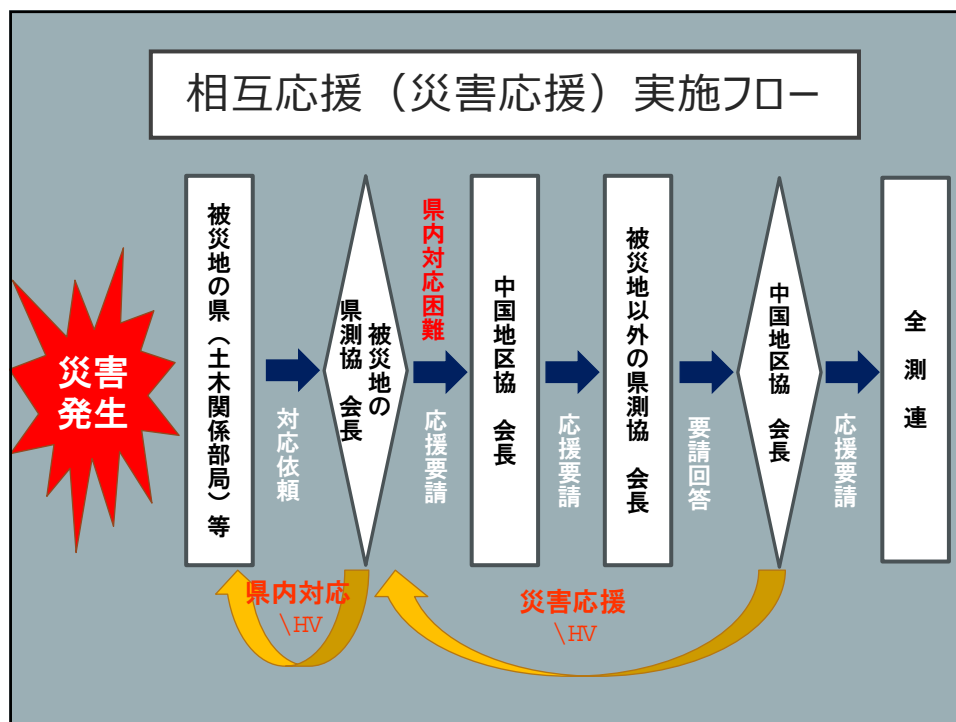 相互応援（災害応援）実施フロー
災害
発生
被災地の県（土木関係部局）等
対応依頼
被災地の
県測協　会長
県内対応困難
応援要請
中国地区協　会長
応援要請
被災地以外の県測協　会長
要請回答
中国地区協　会長
応援要請
全測連
県内対応
\HV
災害応援
\HV